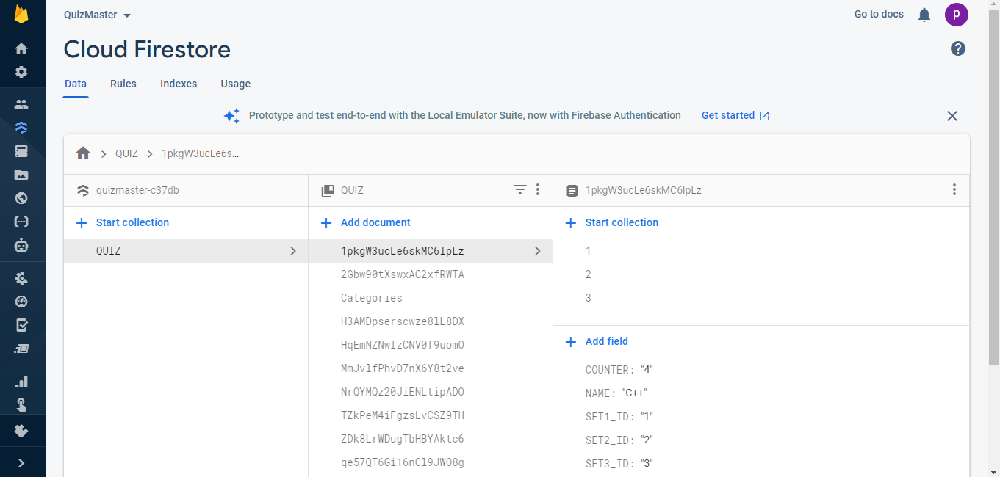 QuizMaster
Go to docs
p
Cloud Firestore
?
Data Rules Indexes Usage
Prototype and test end-to-end with the Local Emulator Suite, now with Firebase Authentication Get started
QUIZ 1pkgW3ucLe6s...
quizmaster-c37db
QUIZ
1pkgW3ucLe6skMC6lpLz
Start collection
Add document
Start collection
QUIZ
1pkgW3ucLe6skMC6lpLz
2Gbw90tXswxAC2xfRWTA
Categories
H3AMDpserscwze8lL8DX
HqEmNZNwIzCNV0f9uomO
MmJvlfPhvD7nX6Y8t2ve
NrQYMQz20JiENLtipADO
TZkPeM4iFgzsLvCSZ9TH
ZDk8LrWDugTbHBYAktc6
qe57QT6Gi16nCl9JWO8g
1
2
3
Add field
COUNTER: "4"
NAME: "C++"
SET1_ID: "1"
SET2_ID: "2"
SET3_ID: "3"